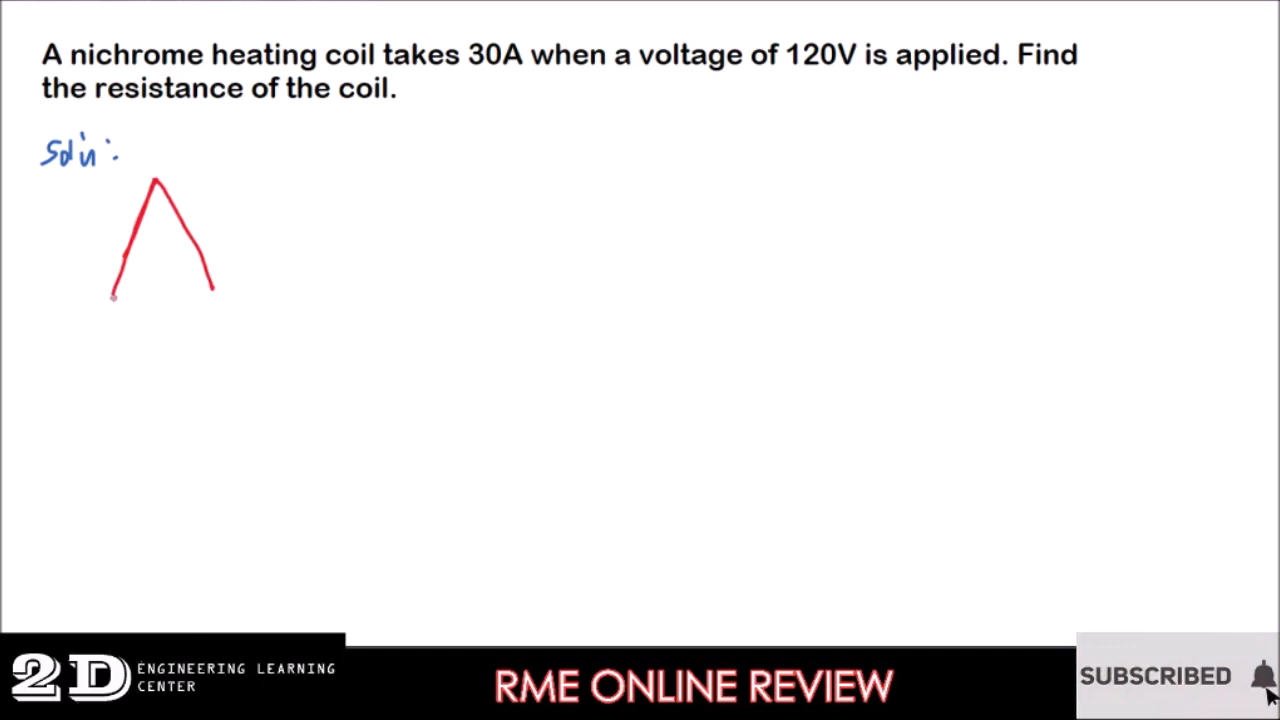 A nichrome heating coil takes 30A when a voltage of 120V is applied. Find
the resistance of the coil.
Sol'n:
2D ENGINEERING LEARNING
CENTER
RME ONLINE REVIEW
SUBSCRIBED